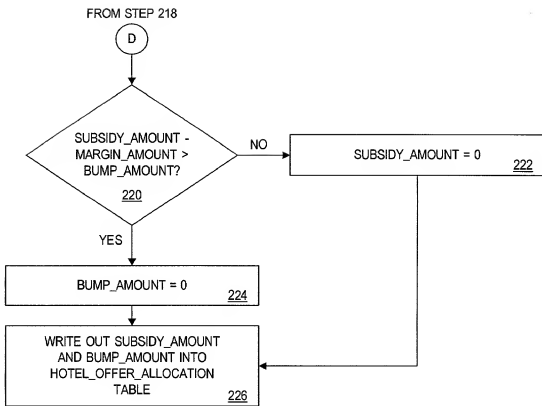 FROM STEP 218
D
SUBSIDY_AMOUNT -
MARGIN_AMOUNT >
BUMP_AMOUNT?
220
NO
SUBSIDY_AMOUNT = 0
222
YES
BUMP_AMOUNT = 0
224
WRITE OUT SUBSIDY_AMOUNT
AND BUMP_AMOUNT INTO
HOTEL_OFFER_ALLOCATION
TABLE
226